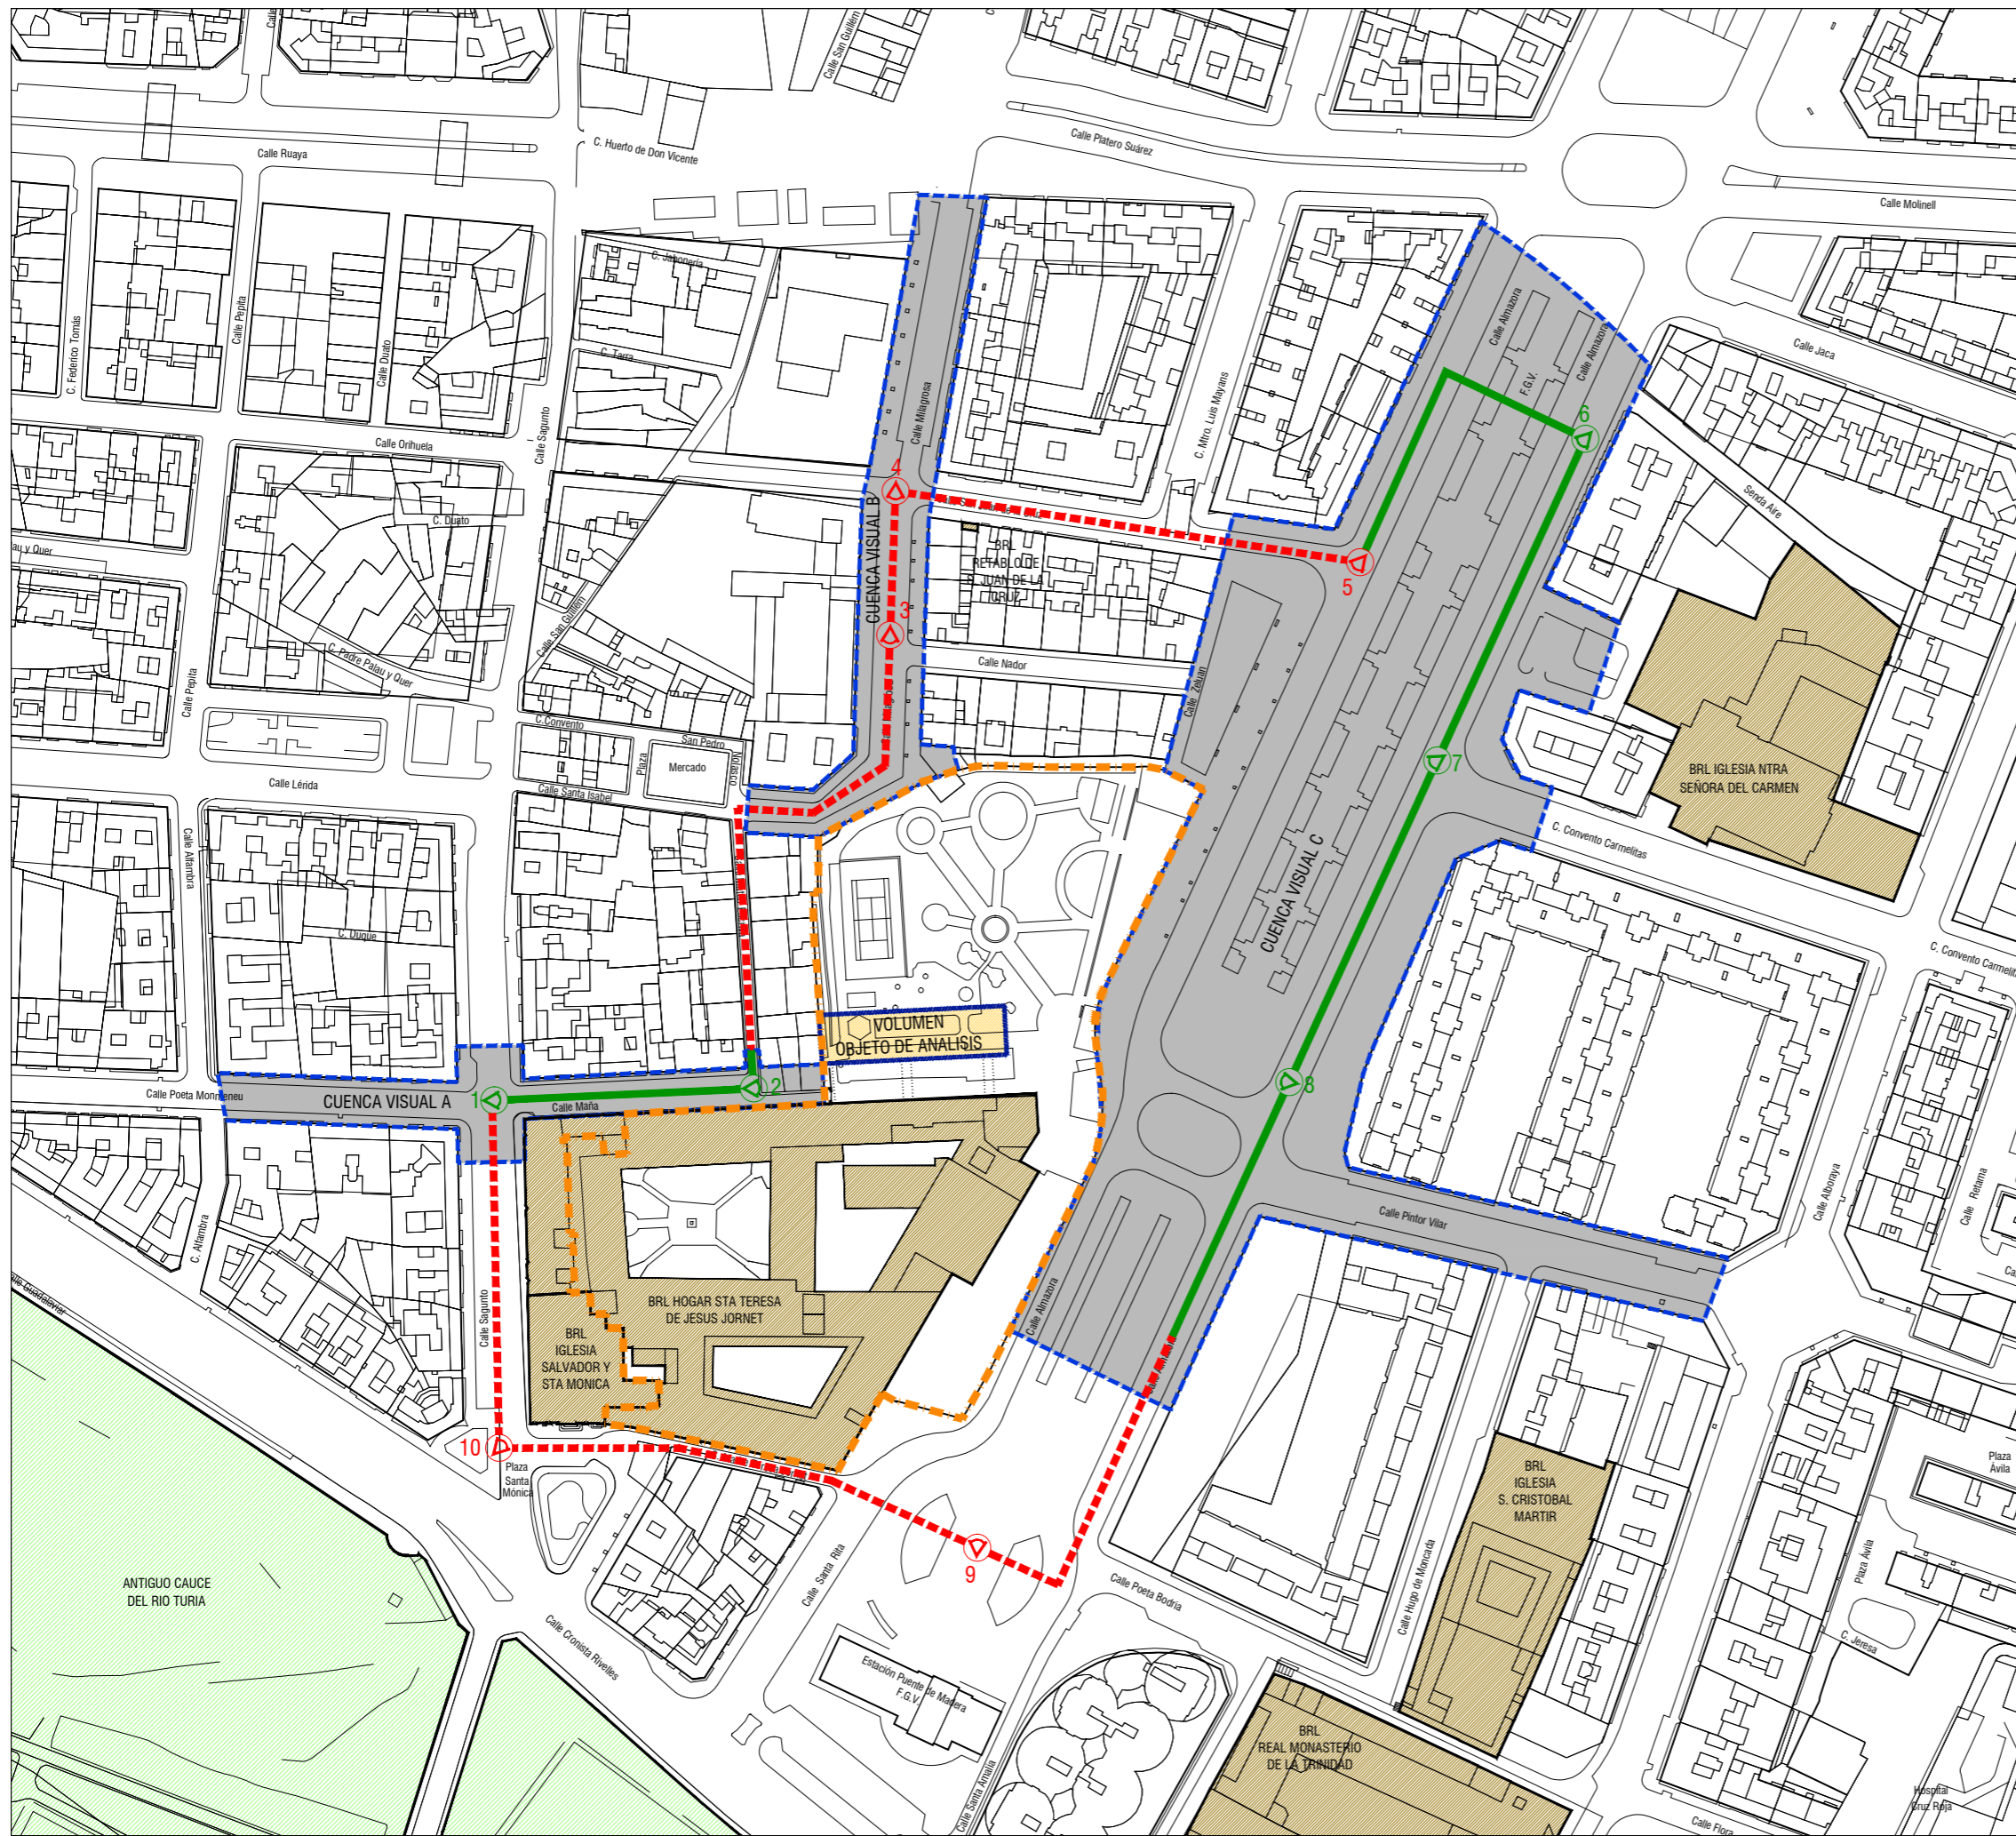 Calle San Guillém
Calle Ruaya
C. Huerto de Don Vicente
Calle Platero Suárez
Calle Molinell
C. Jabonería
C. Tarra
C. Federico Tomás
Calle Pepita
Calle Duato
Calle Sagunto
Calle Orihuela
C. Duato
Calle Milagrosa
C. Mtro. Luis Mayans
Calle Almazora
F.G.V.
Calle Almazora
Calle Jaca
Senda Aire
4
5
6
CUENCA VISUAL B
3
BRL
RETABLO DE
S. JUAN DE LA
CRUZ
Calle San Guillém
C. Padre Palau y Quer
Calle Nador
Calle Zeluan
Calle Pepita
C.Convento
San Pedro
Nolasco
Plaza
Mercado
Calle Santa Isabel
Calle Lérida
7
BRL IGLESIA NTRA
SEÑORA DEL CARMEN
C. Convento Carmelitas
CUENCA VISUAL C
Calle Alfambra
C. Duque
VOLUMEN
OBJETO DE ANALISIS
Calle Poeta Monmeneu
CUENCA VISUAL A
1
2
Calle Maña
8
C. Alfambra
Calle Guadalaviar
Calle Sagunto
BRL HOGAR STA TERESA
DE JESUS JORNET
BRL
IGLESIA
SALVADOR Y
STA MONICA
Calle Almazora
Calle Pintor Vilar
Calle Alboraya
Calle Retama
10
Plaza
Santa
Mónica
9
Calle Santa Rita
Calle Poeta Bodria
Calle Hugo de Moncada
BRL
IGLESIA
S. CRISTOBAL
MARTIR
Plaza
Ávila
Plaza Ávila
C. Jeresa
ANTIGUO CAUCE
DEL RIO TURIA
Calle Cronista Rivelles
Estación Puente de Madera
F.G.V.
Calle Santa Amalia
BRL
REAL MONASTERIO
DE LA TRINIDAD
Hospital
Cruz Roja
Calle Flora